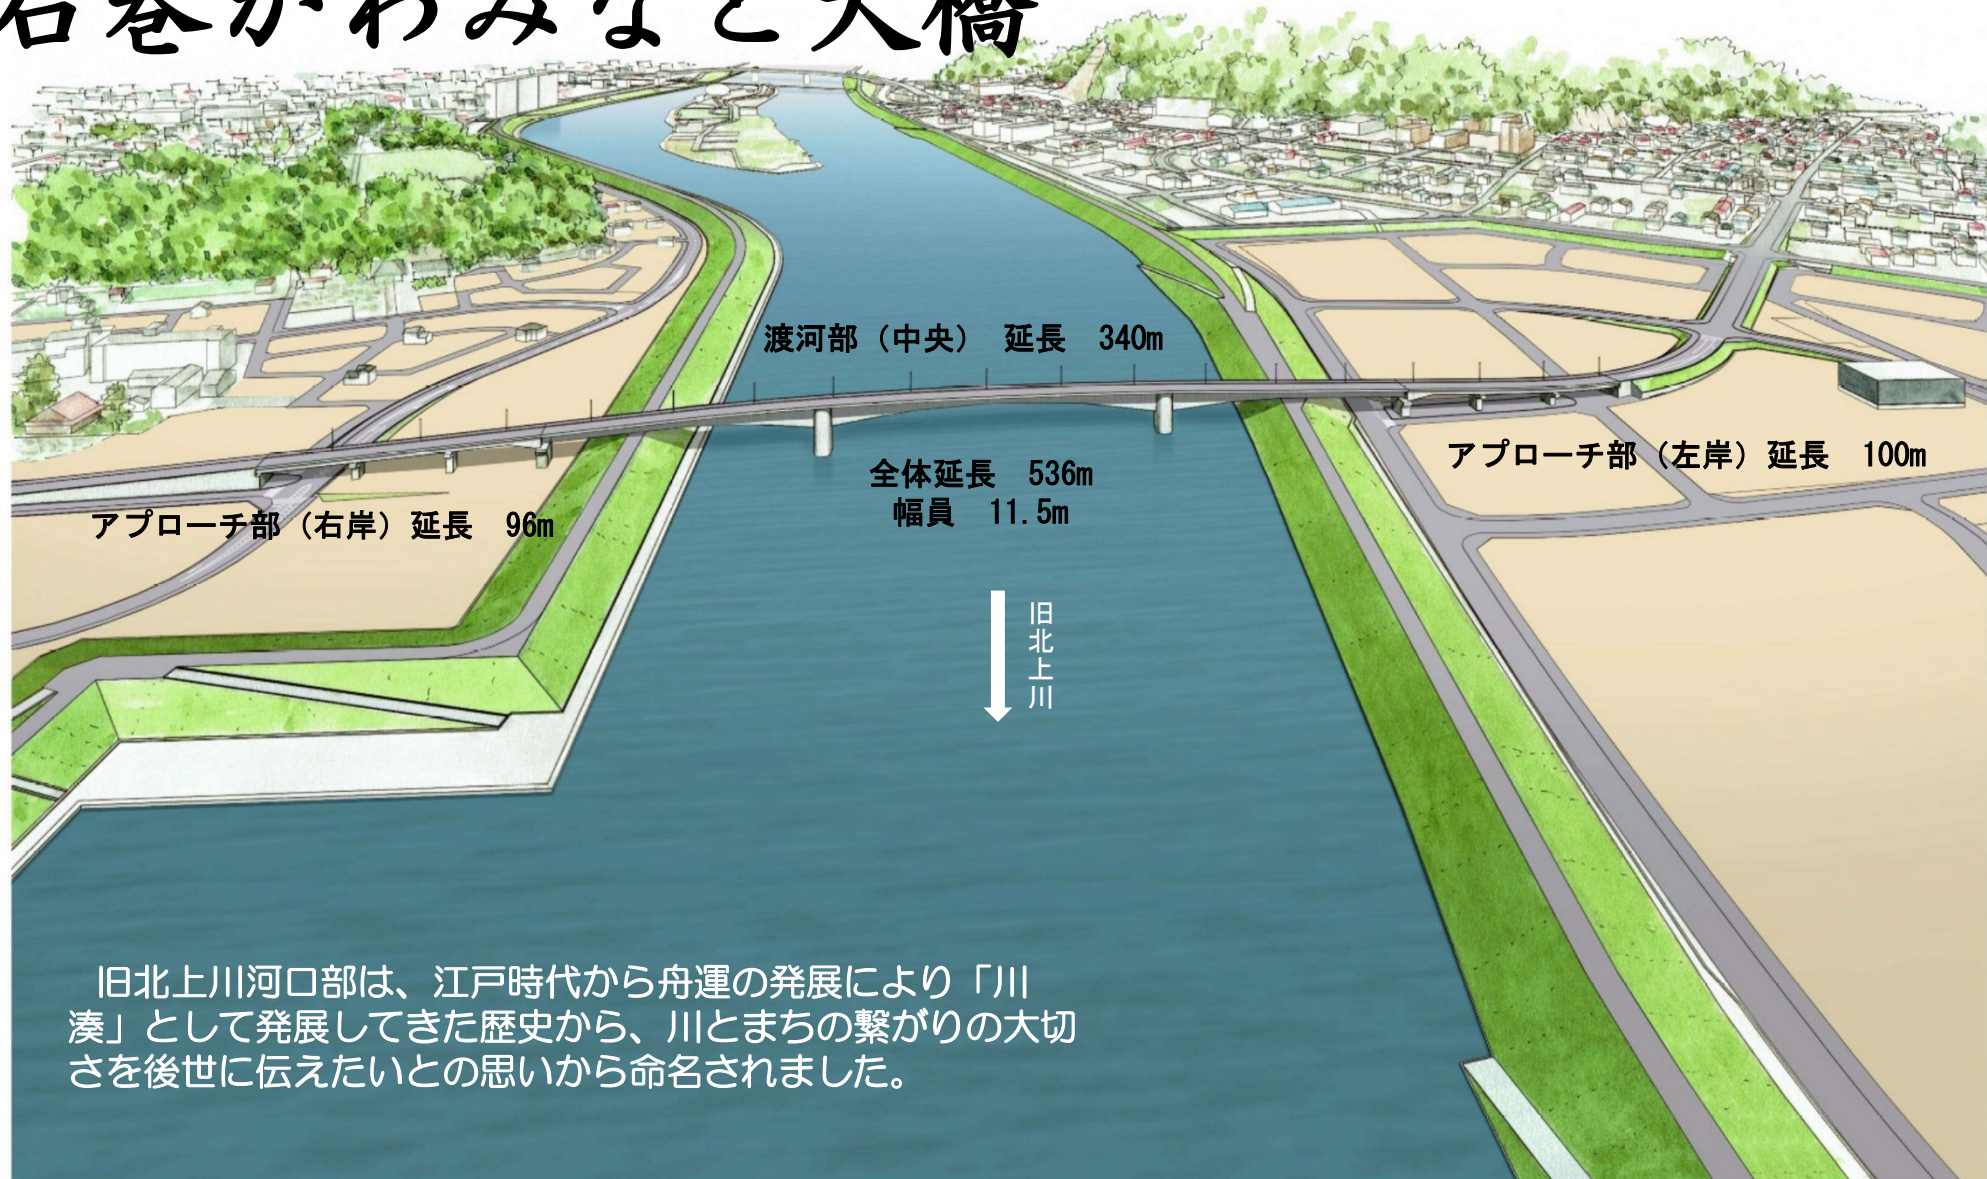 石巻かわみなと大橋
渡河部（中央）　延長　340m
アプローチ部（左岸）延長　100m
全体延長　536m
幅員　11.5m
アプローチ部（右岸）延長　96m
旧北上川
旧北上川河口部は、江戸時代から舟運の発展により「川
湊」として発展してきた歴史から、川とまちの繋がりの大切
さを後世に伝えたいとの思いから命名されました。